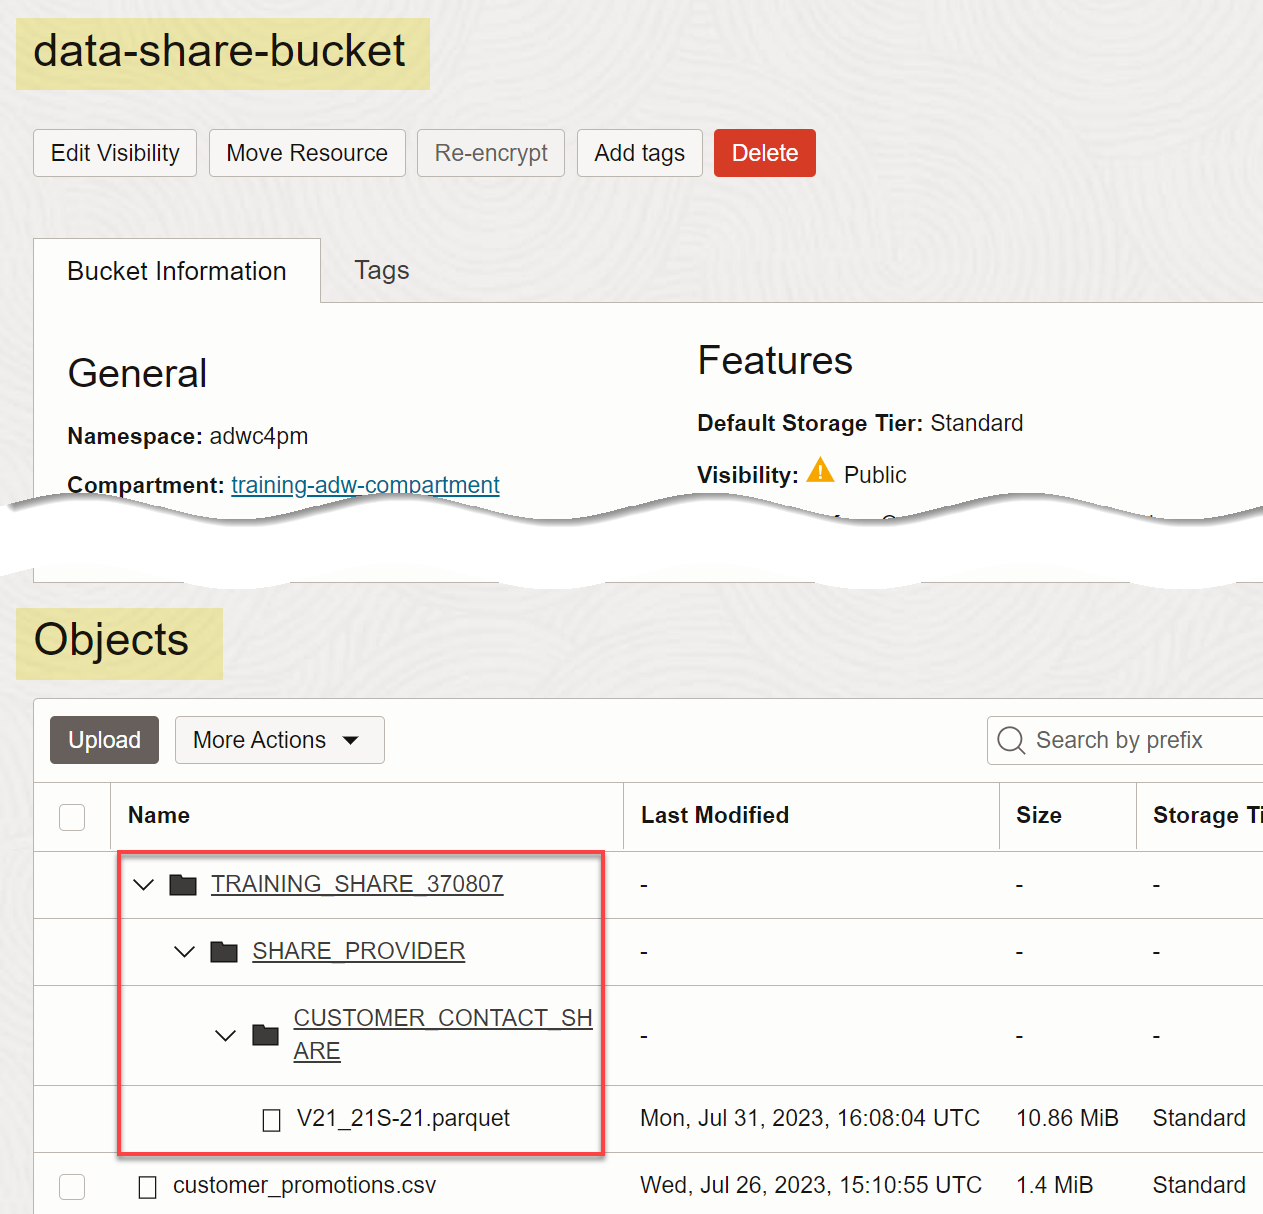 data-share-bucket
Edit Visibility Move Resource Re-encrypt Add tags Delete
Bucket Information Tags
General
Namespace: adwc4pm
Compartment: training-adw-compartment
Features
Default Storage Tier: Standard
Visibility: Public
Objects
Upload More Actions Search by prefix
Name Last Modified Size Storage
TRAINING_SHARE_370807 - - -
SHARE_PROVIDER - - -
CUSTOMER_CONTACT_SH
ARE - - -
V21_21S-21.parquet Mon, Jul 31, 2023, 16:08:04 UTC 10.86 MiB Standard
customer_promotions.csv Wed, Jul 26, 2023, 15:10:55 UTC 1.4 MiB Standard